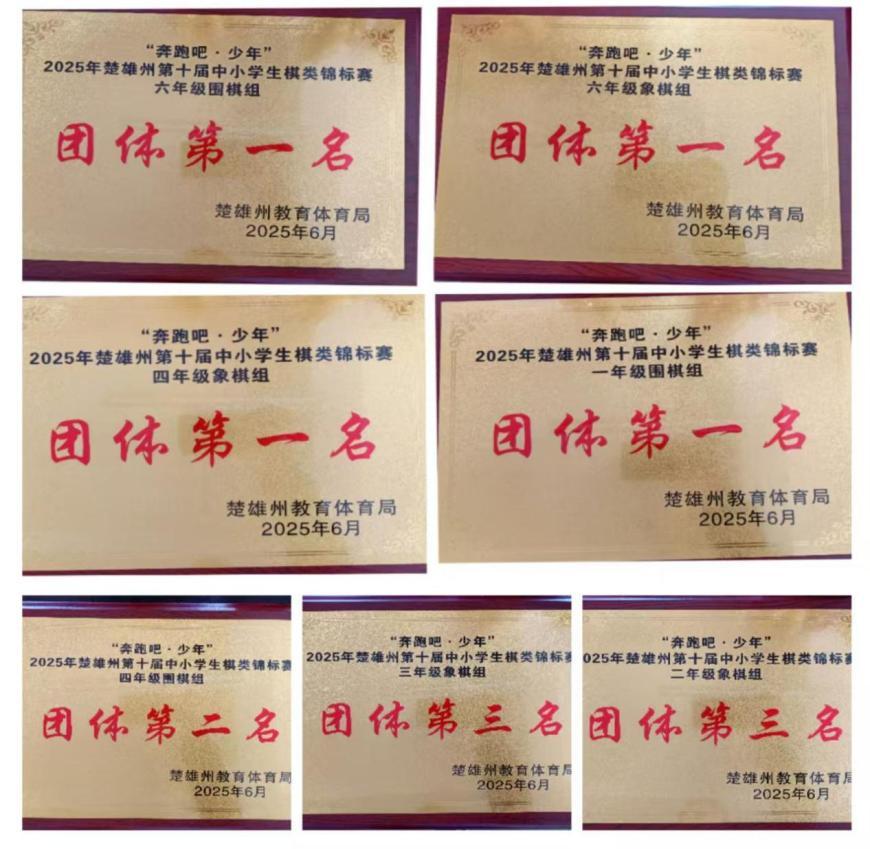 “奔跑吧·少年”
2025年楚雄州第十届中小学生棋类锦标赛
六年级围棋组
团体第一名
楚雄州教育体育局
2025年6月
“奔跑吧·少年”
2025年楚雄州第十届中小学生棋类锦标赛
六年级象棋组
团体第一名
楚雄州教育体育局
2025年6月
“奔跑吧·少年”
2025年楚雄州第十届中小学生棋类锦标赛
四年级象棋组
团体第一名
楚雄州教育体育局
2025年6月
“奔跑吧·少年”
2025年楚雄州第十届中小学生棋类锦标赛
一年级围棋组
团体第一名
楚雄州教育体育局
2025年6月
“奔跑吧·少年”
2025年楚雄州第十届中小学生棋类锦标赛
四年级围棋组
团体第二名
楚雄州教育体育局
2025年6月
“奔跑吧·少年”
2025年楚雄州第十届中小学生棋类锦标赛
三年级象棋组
团体第三名
楚雄州教育体育局
2025年6月
“奔跑吧·少年”
025年楚雄州第十届中小学生棋类锦标赛
二年级象棋组
团体第三名
楚雄州教育体育局
2025年6月